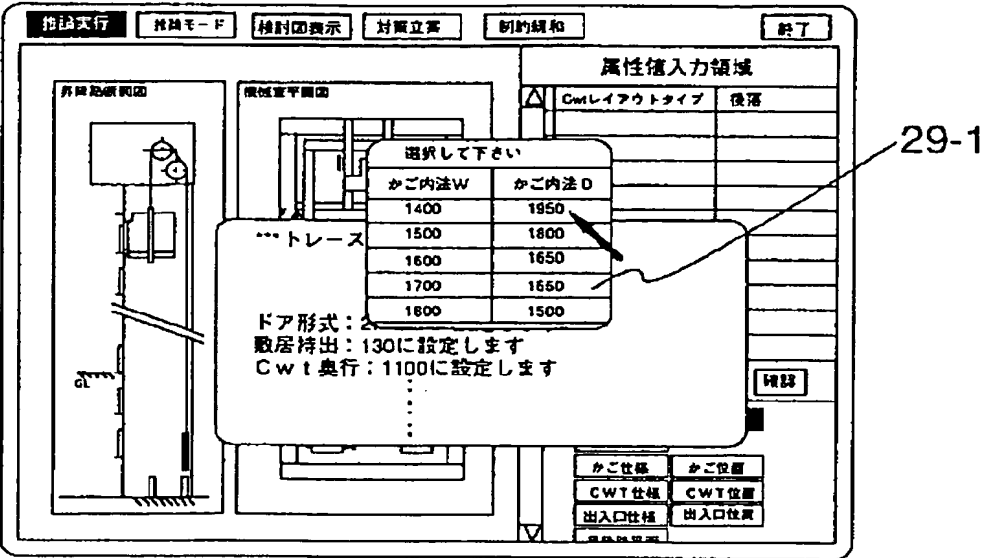 推論実行 推論モード 検討図表示 対策立案 制約緩和 終了
属性値入力領域
昇降路断面図 機械室平面図
Cwtレイアウトタイプ 後落
29-1
選択して下さい
かご内法W かご内法D
1400 1950
1500 1800
1600 1650
1700 1650
1800 1500
***トレース
ドア形式：2
敷居持出：130に設定します
Cwt奥行：1100に設定します
GL
確認
かご仕様 かご位置
CWT仕様 CWT位置
出入口仕様 出入口位置